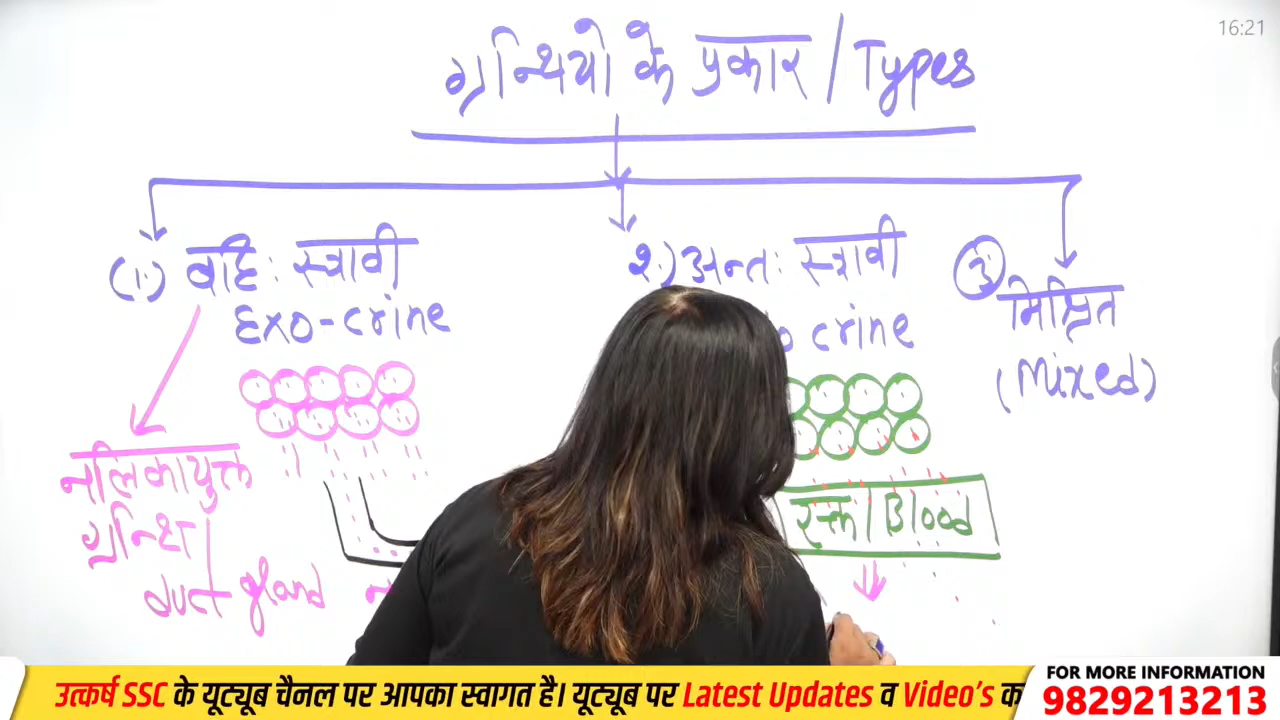 16:21
ग्रन्थियो के प्रकार / Types
(1.) बहि: स्त्रावी
Exo-crine
२.) अन्त: स्त्रावी
crine
③ मिश्रित
(Mixed)
नलिकायुक्त
ग्रन्थि /
duct gland
रक्त / Blood
उत्कर्ष SSC के यूट्यूब चैनल पर आपका स्वागत है। यूट्यूब पर Latest Updates व Video's
FOR MORE INFORMATION
9829213213